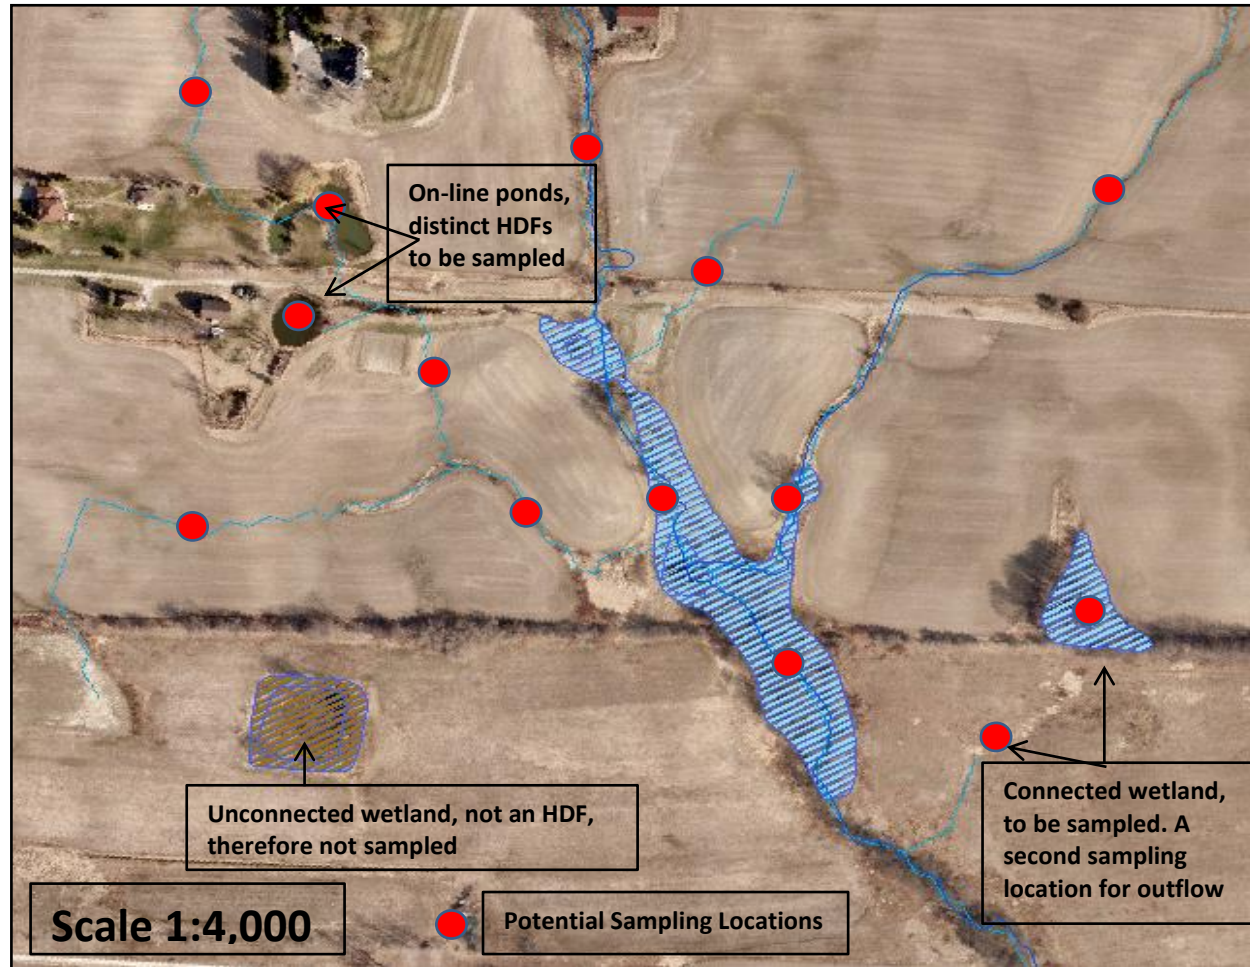 On-line ponds,
distinct HDFs
to be sampled
Unconnected wetland, not an HDF,
therefore not sampled
Connected wetland,
to be sampled. A
second sampling
location for outflow
Scale 1:4,000
Potential Sampling Locations